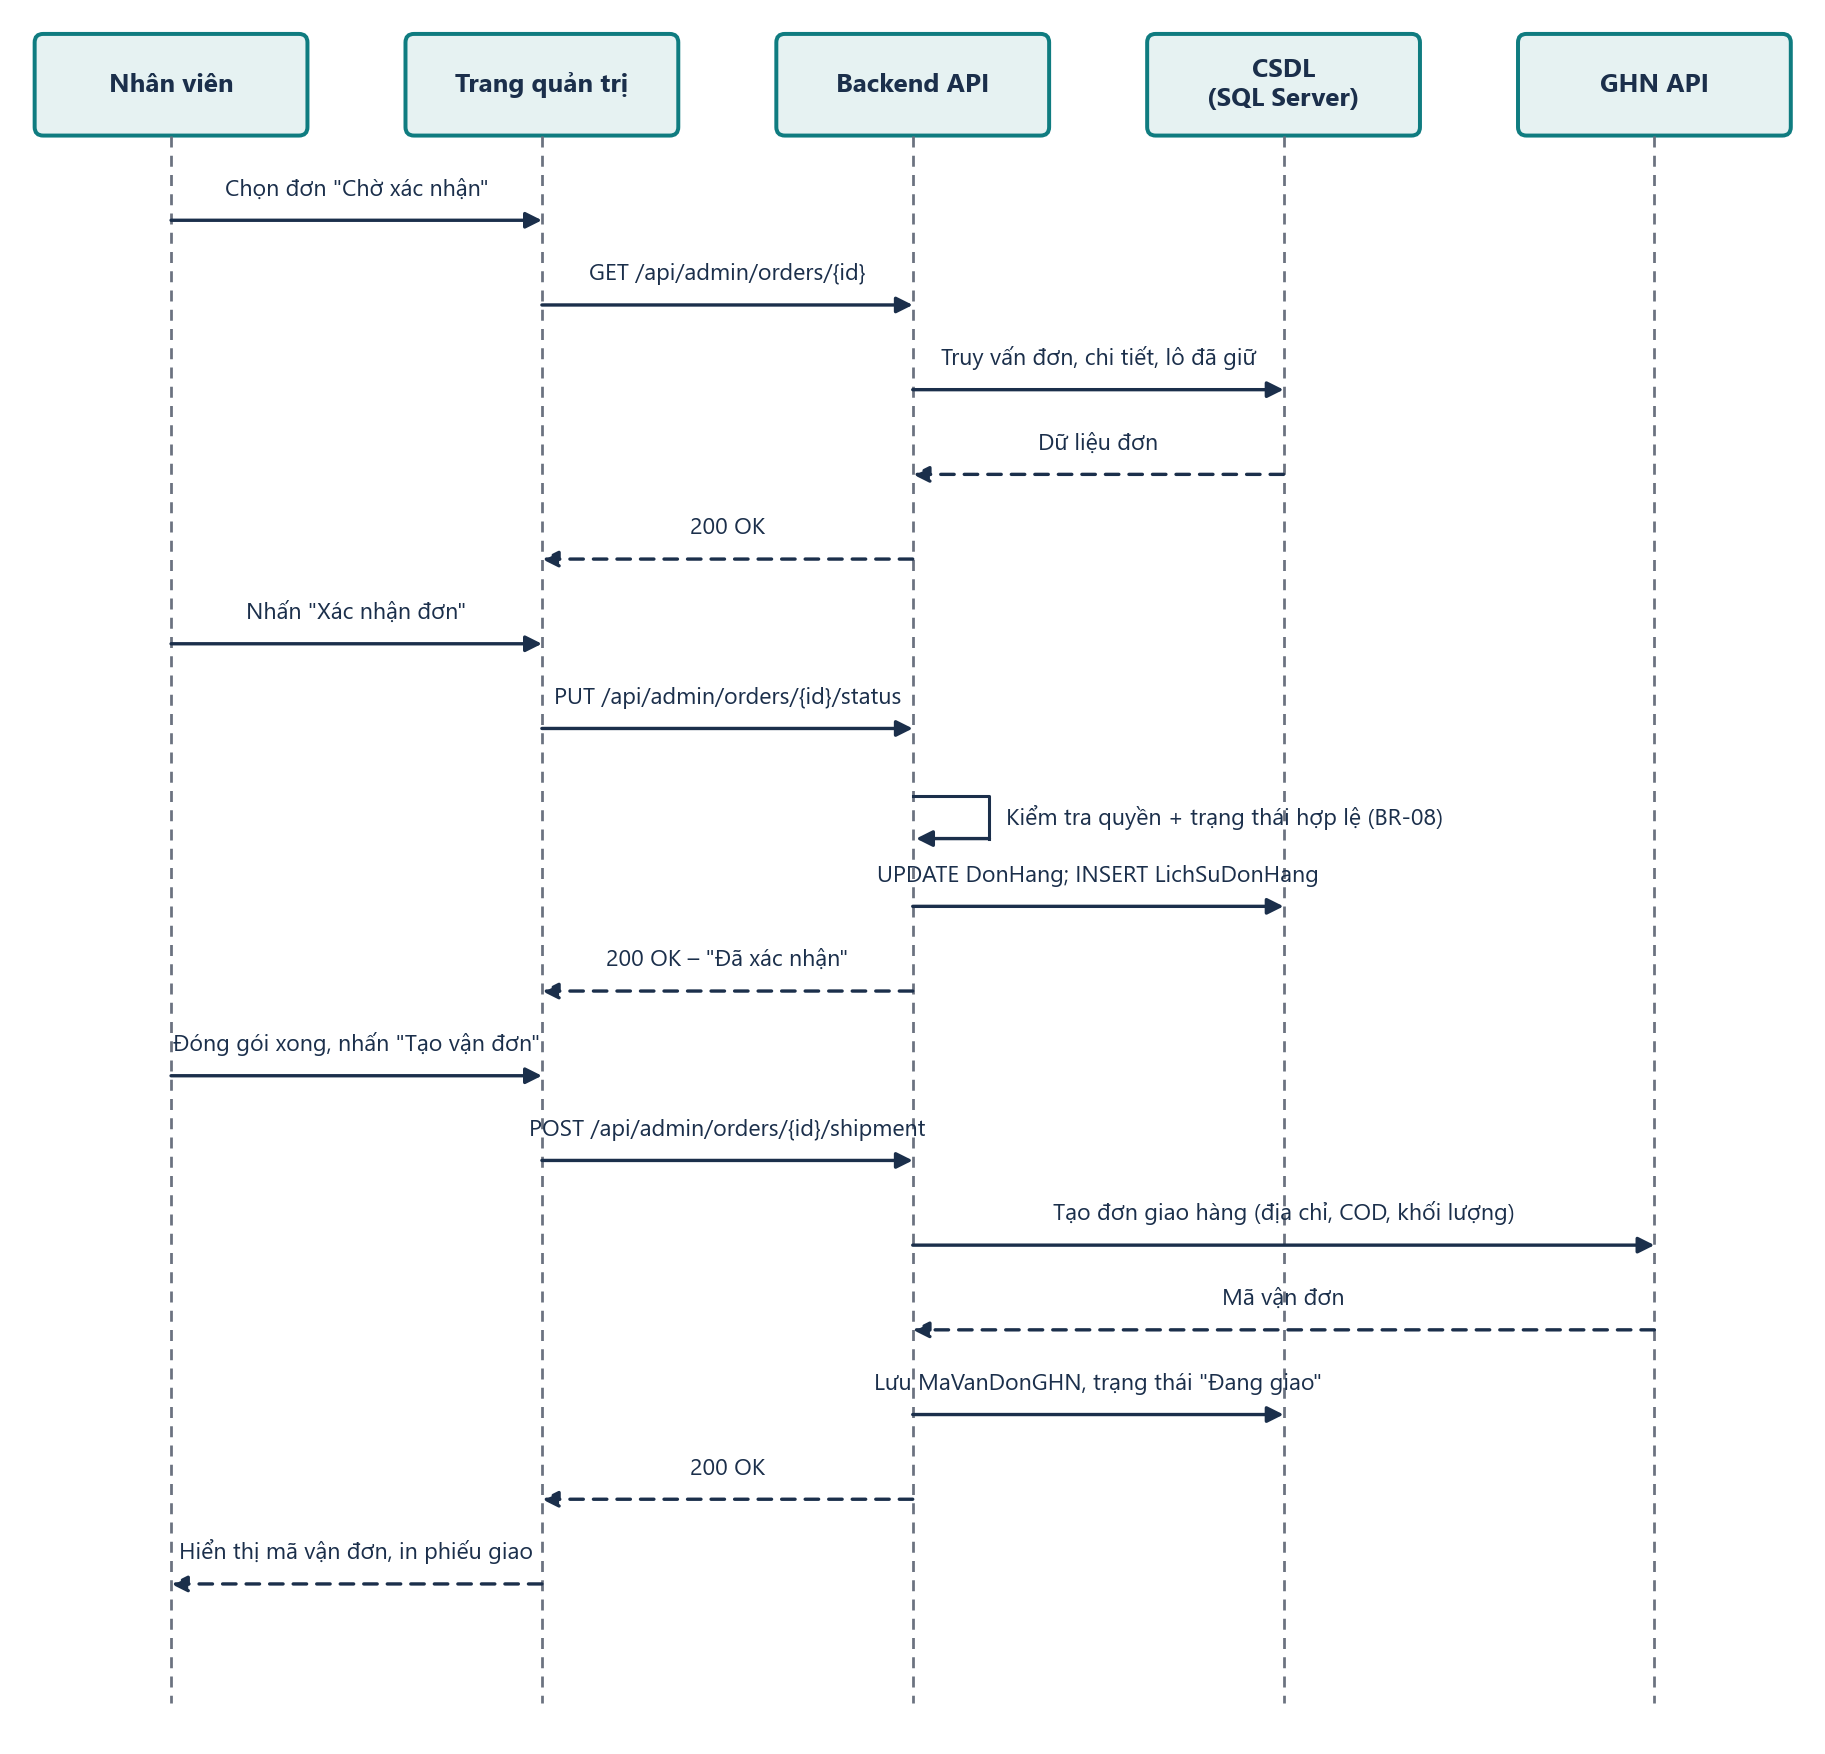 Nhân viên
Trang quản trị
Backend API
CSDL
(SQL Server)
GHN API
Chọn đơn "Chờ xác nhận"
GET /api/admin/orders/{id}
Truy vấn đơn, chi tiết, lô đã giữ
Dữ liệu đơn
200 OK
Nhấn "Xác nhận đơn"
PUT /api/admin/orders/{id}/status
Kiểm tra quyền + trạng thái hợp lệ (BR-08)
UPDATE DonHang; INSERT LichSuDonHang
200 OK – "Đã xác nhận"
Đóng gói xong, nhấn "Tạo vận đơn"
POST /api/admin/orders/{id}/shipment
Tạo đơn giao hàng (địa chỉ, COD, khối lượng)
Mã vận đơn
Lưu MaVanDonGHN, trạng thái "Đang giao"
200 OK
Hiển thị mã vận đơn, in phiếu giao